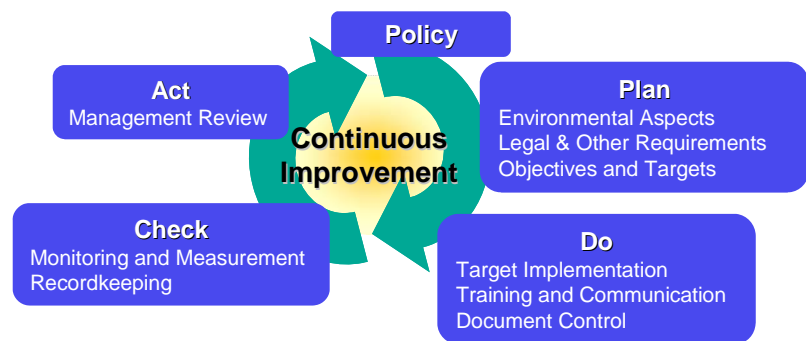 Policy
Act
Management Review
Plan
Environmental Aspects
Legal & Other Requirements
Objectives and Targets
Continuous
Improvement
Check
Monitoring and Measurement
Recordkeeping
Do
Target Implementation
Training and Communication
Document Control